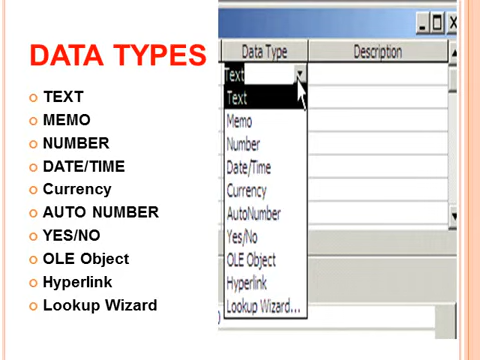 DATA TYPES
TEXT
MEMO
NUMBER
DATE/TIME
Currency
AUTO NUMBER
YES/NO
OLE Object
Hyperlink
Lookup Wizard
Data Type Description
Text
Text
Memo
Number
Date/Time
Currency
AutoNumber
Yes/No
OLE Object
Hyperlink
Lookup Wizard...